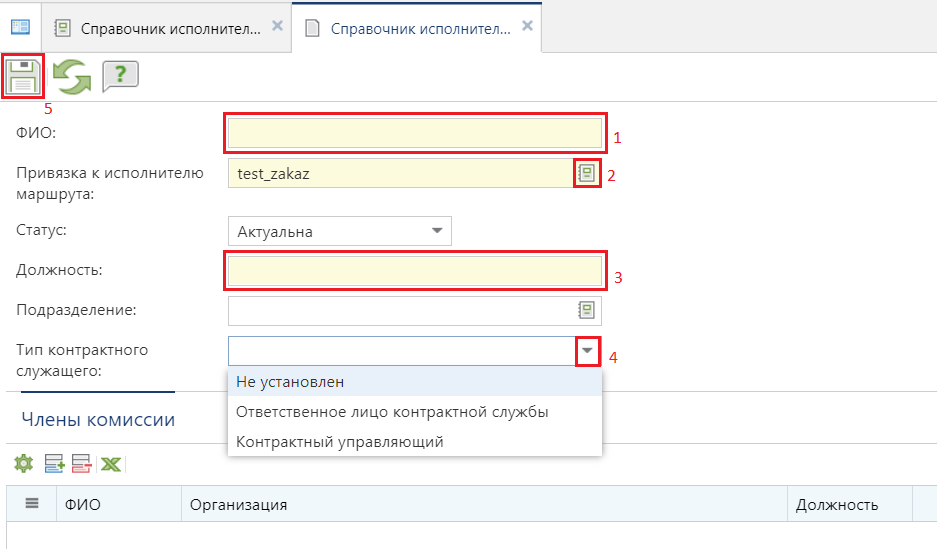 Справочник исполнител...
Справочник исполнител...
?
5
ФИО:
1
Привязка к исполнителю
маршрута:
test_zakaz
2
Статус:
Актуальна
Должность:
3
Подразделение:
Тип контрактного
служащего:
4
Не установлен
Ответственное лицо контрактной службы
Контрактный управляющий
Члены комиссии
ФИО
Организация
Должность